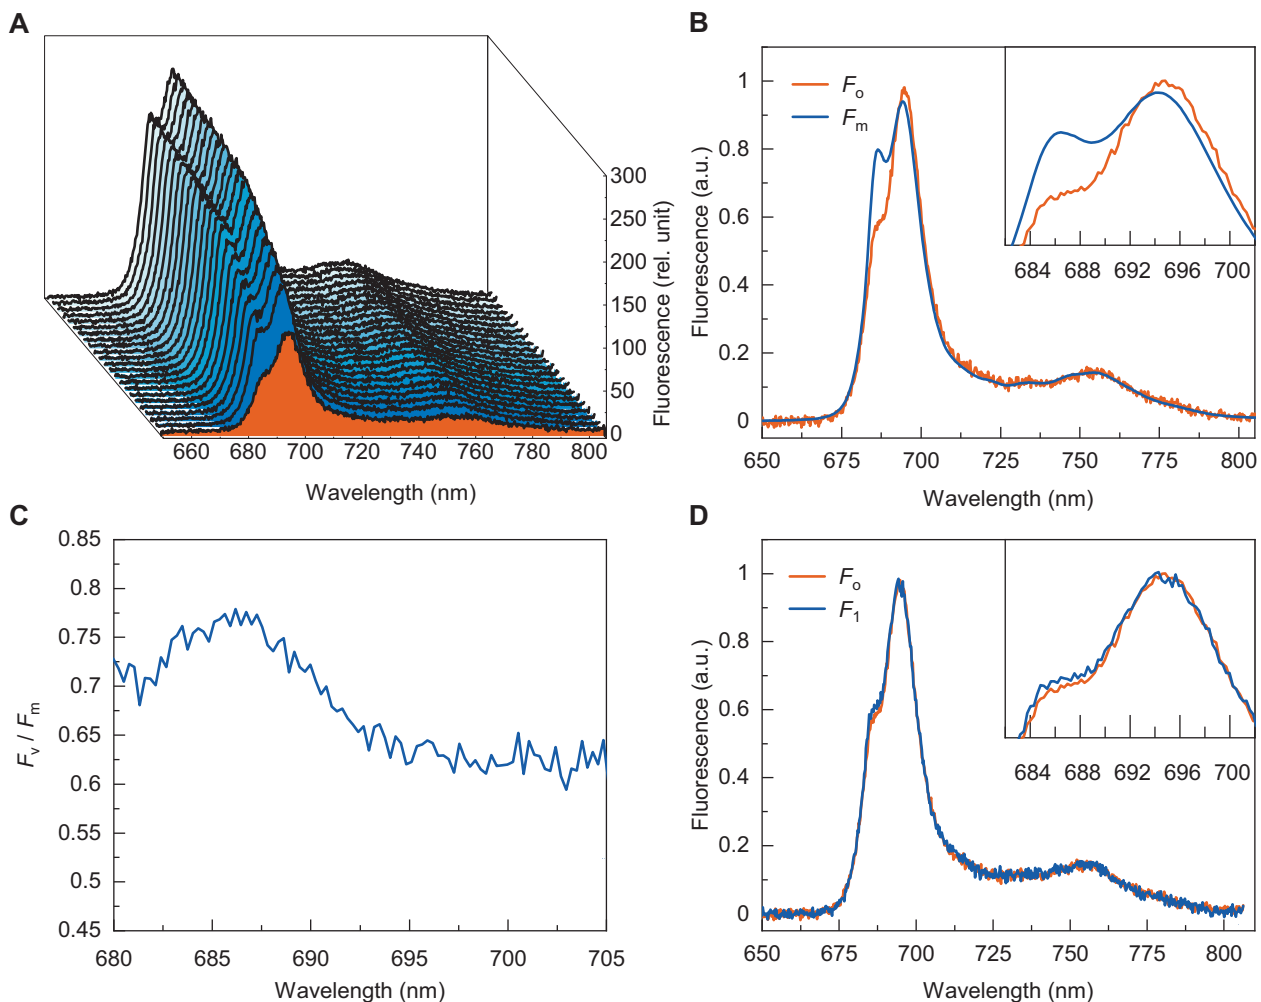 A
300
250
200
150
100
50
0
Fluorescence (rel. unit)
660 680 700 720 740 760 780 800
Wavelength (nm)
B
Fo
Fm
1
0.8
0.6
0.4
0.2
0
Fluorescence (a.u.)
684 688 692 696 700
650 675 700 725 750 775 800
Wavelength (nm)
C
0.85
0.8
0.75
0.7
0.65
0.6
0.55
0.5
0.45
Fv / Fm
680 685 690 695 700 705
Wavelength (nm)
D
Fo
F1
1
0.8
0.6
0.4
0.2
0
Fluorescence (a.u.)
684 688 692 696 700
650 675 700 725 750 775 800
Wavelength (nm)